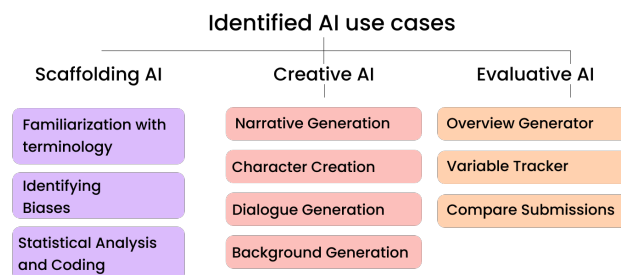 Identified AI use cases
Scaffolding AI
Familiarization with
terminology
Identifying
Biases
Statistical Analysis
and Coding
Creative AI
Narrative Generation
Character Creation
Dialogue Generation
Background Generation
Evaluative AI
Overview Generator
Variable Tracker
Compare Submissions